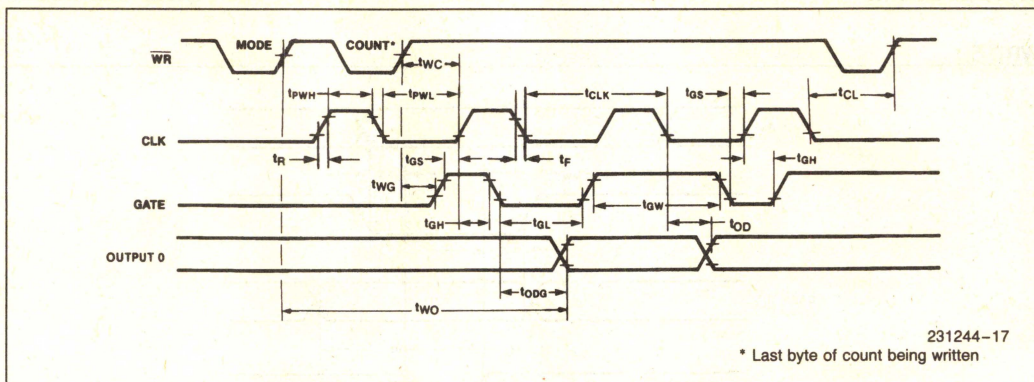 WR MODE COUNT*
tWC
tPWH tPWL tCLK tGS tCL
CLK
tR tGS tF tGH
tWG
GATE
tGH tGL tGW tOD
OUTPUT 0
tODG
tWO
231244–17
* Last byte of count being written